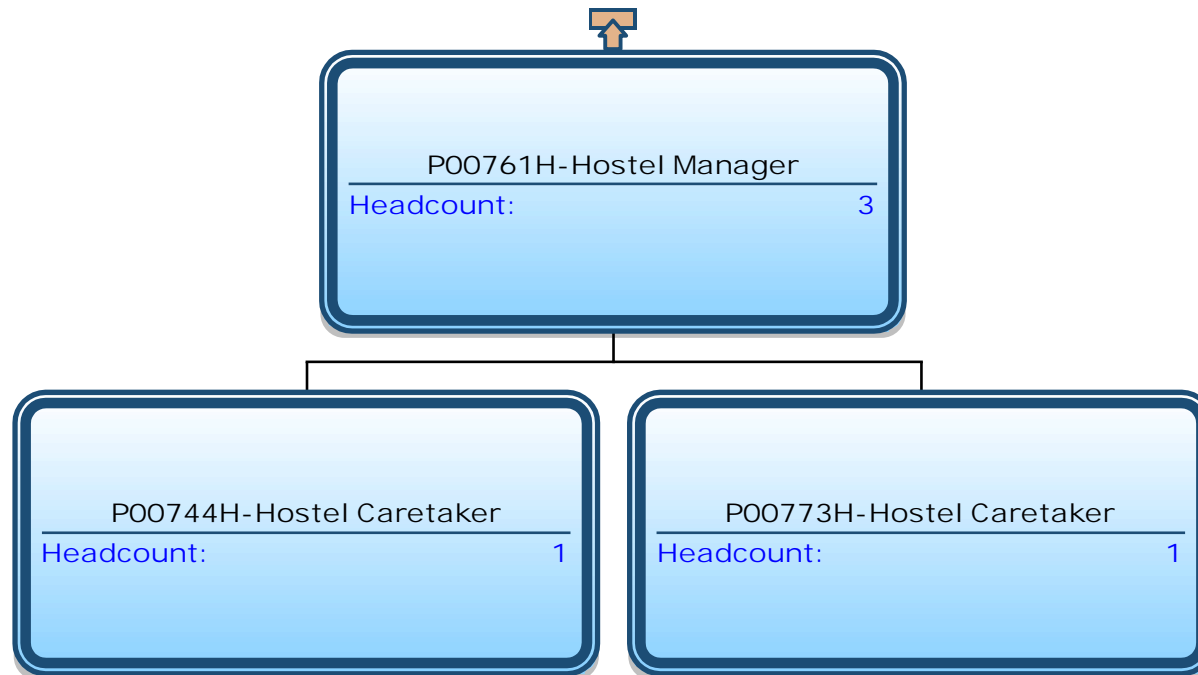 P00761H-Hostel Manager
Headcount: 3
P00744H-Hostel Caretaker
Headcount: 1
P00773H-Hostel Caretaker
Headcount: 1